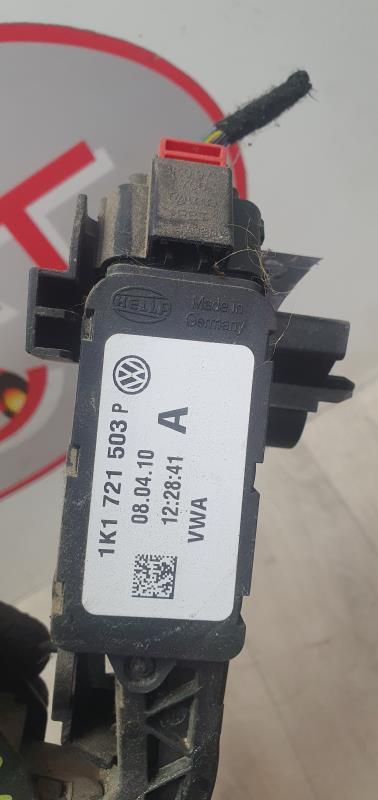 HELLA
Made in
Germany
1K1 721 503 P
08.04.10
12:28:41
A
VWA